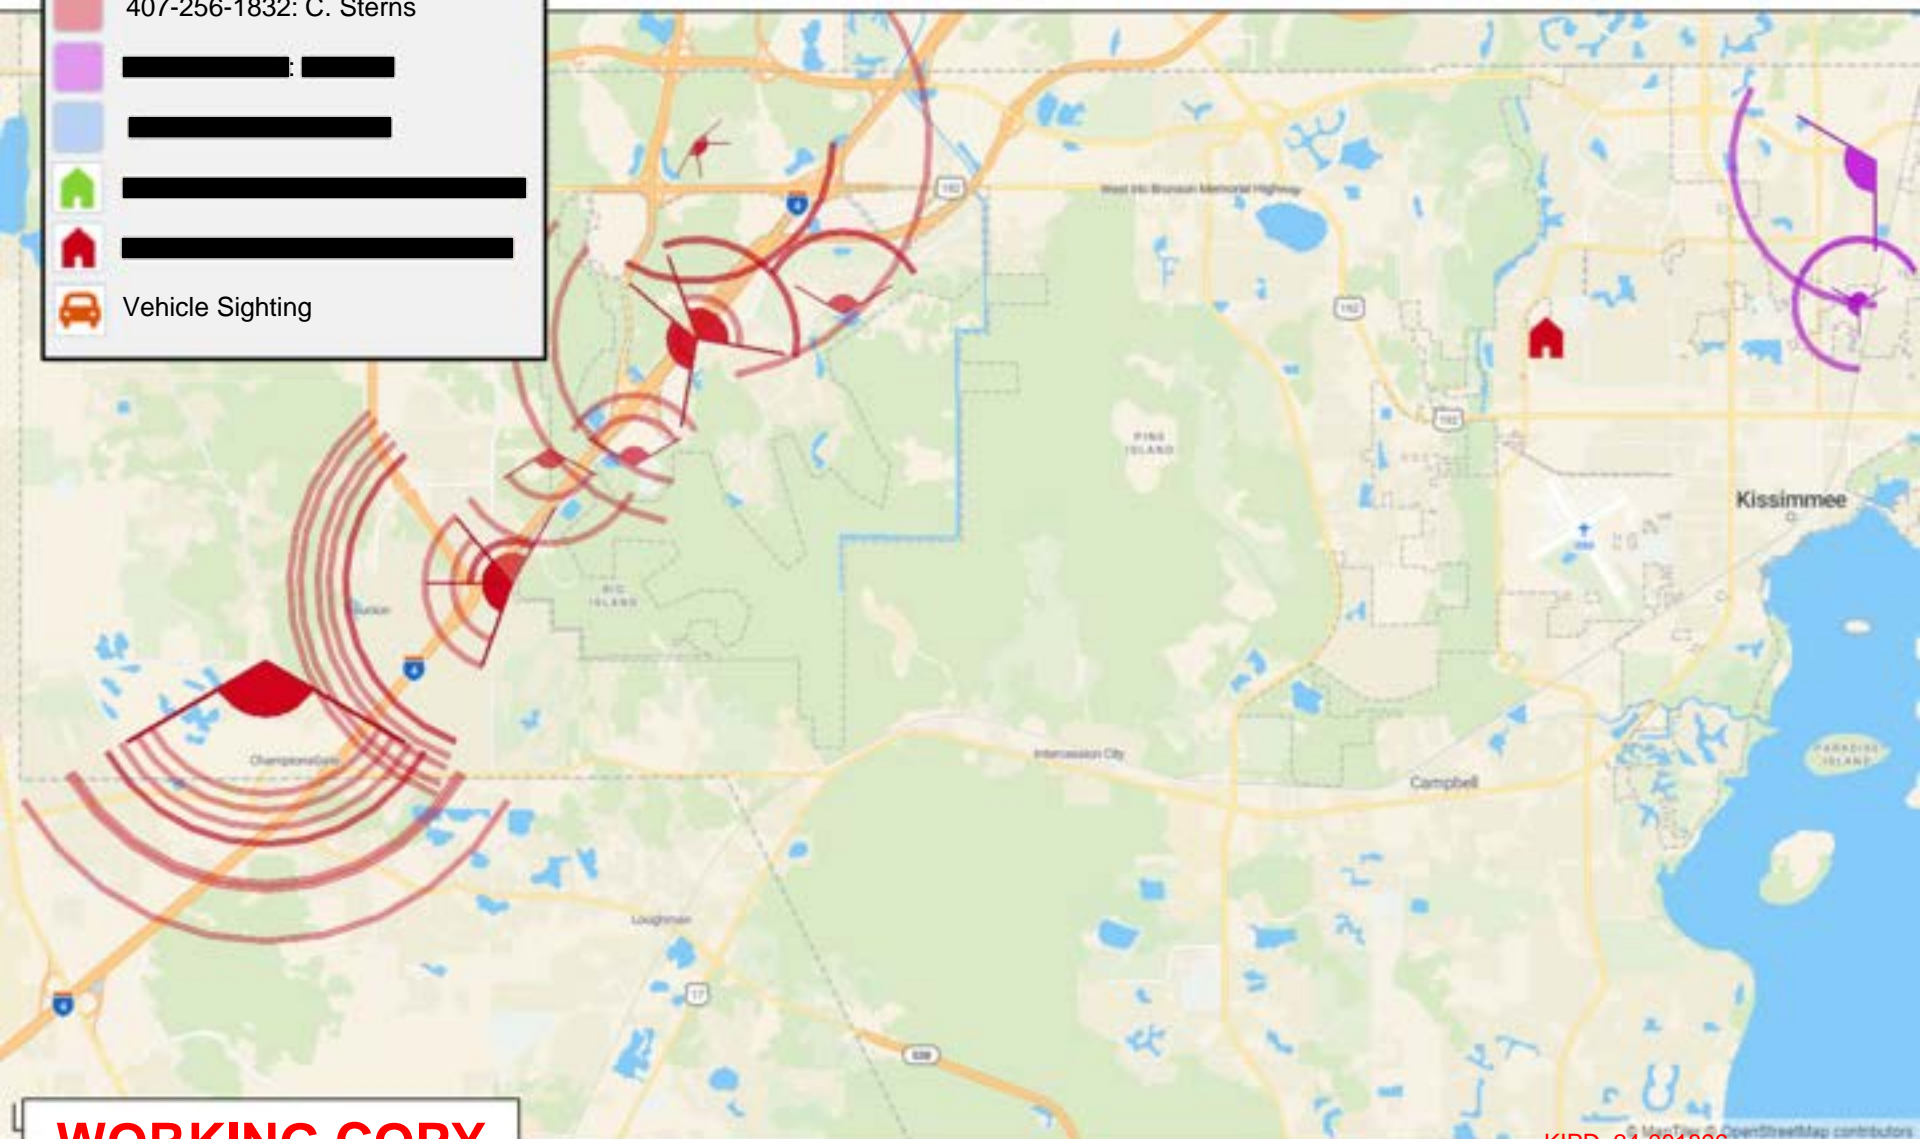 407-256-1832: C. Sterns
:
Vehicle Sighting
192
4
West Irlo Bronson Memorial Highway
192
192
PINE
ISLAND
Kissimmee
BIG
ISLAND
4
ChampionsGate
Intercession City
PARADISE
ISLAND
Campbell
Loughman
17
4
WORKING COPY
© MapTiler © OpenStreetMap contributors